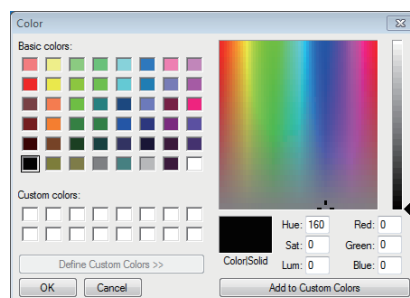 Color
Basic colors:
Custom colors:
Define Custom Colors >>
OK Cancel
Color|Solid
Hue: 160 Red: 0
Sat: 0 Green: 0
Lum: 0 Blue: 0
Add to Custom Colors